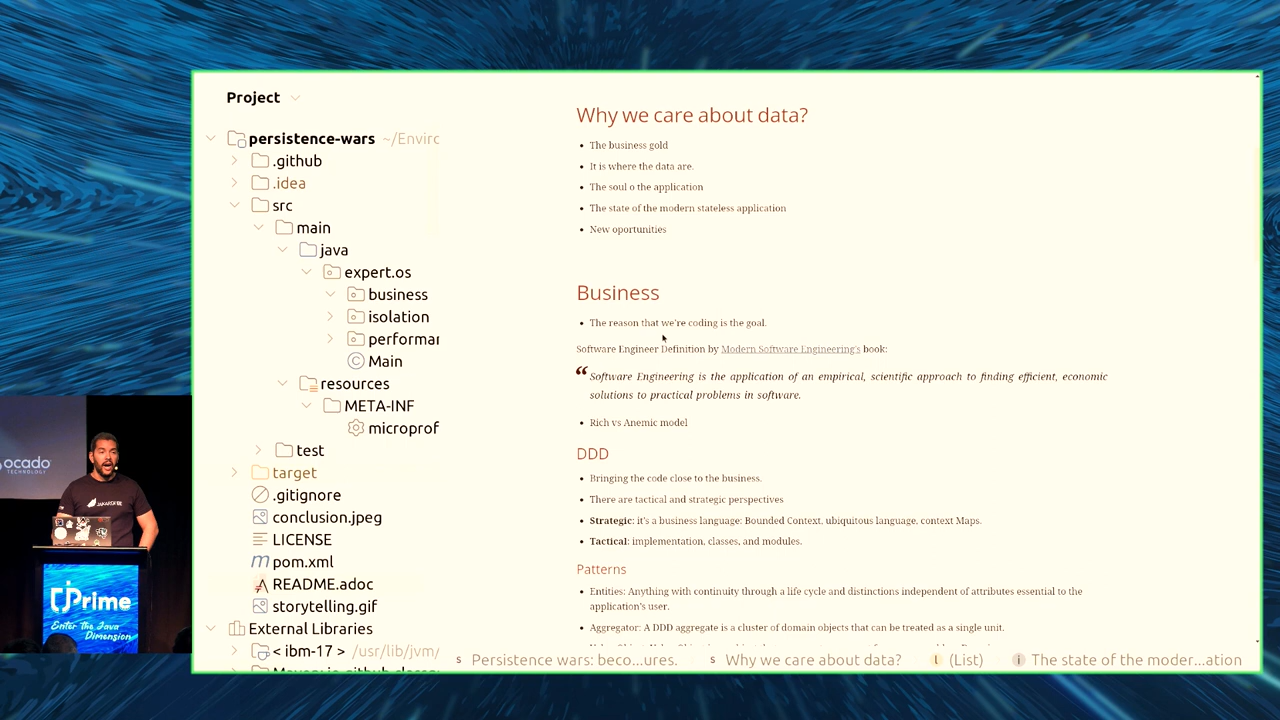 Project
persistence-wars ~/Envirc
.github
.idea
src
main
java
expert.os
business
isolation
performar
Main
resources
META-INF
microprof
test
target
.gitignore
conclusion.jpeg
LICENSE
pom.xml
README.adoc
storytelling.gif
External Libraries
< ibm-17 > /usr/lib/jvm/
Why we care about data?
• The business gold
• It is where the data are.
• The soul o the application
• The state of the modern stateless application
• New oportunities
Business
• The reason that we're coding is the goal.
Software Engineer Definition by Modern Software Engineering's book:
“ Software Engineering is the application of an empirical, scientific approach to finding efficient, economic
solutions to practical problems in software.
• Rich vs Anemic model
DDD
• Bringing the code close to the business.
• There are tactical and strategic perspectives
• Strategic: it's a business language: Bounded Context, ubiquitous language, context Maps.
• Tactical: implementation, classes, and modules.
Patterns
• Entities: Anything with continuity through a life cycle and distinctions independent of attributes essential to the
application's user.
• Aggregator: A DDD aggregate is a cluster of domain objects that can be treated as a single unit.
s Persistence wars: beco...ures. s Why we care about data? l (List) i The state of the moder...ation
ocado
TECHNOLOGY
JAKARTA EE
jPrime
Enter the Java
Dimension